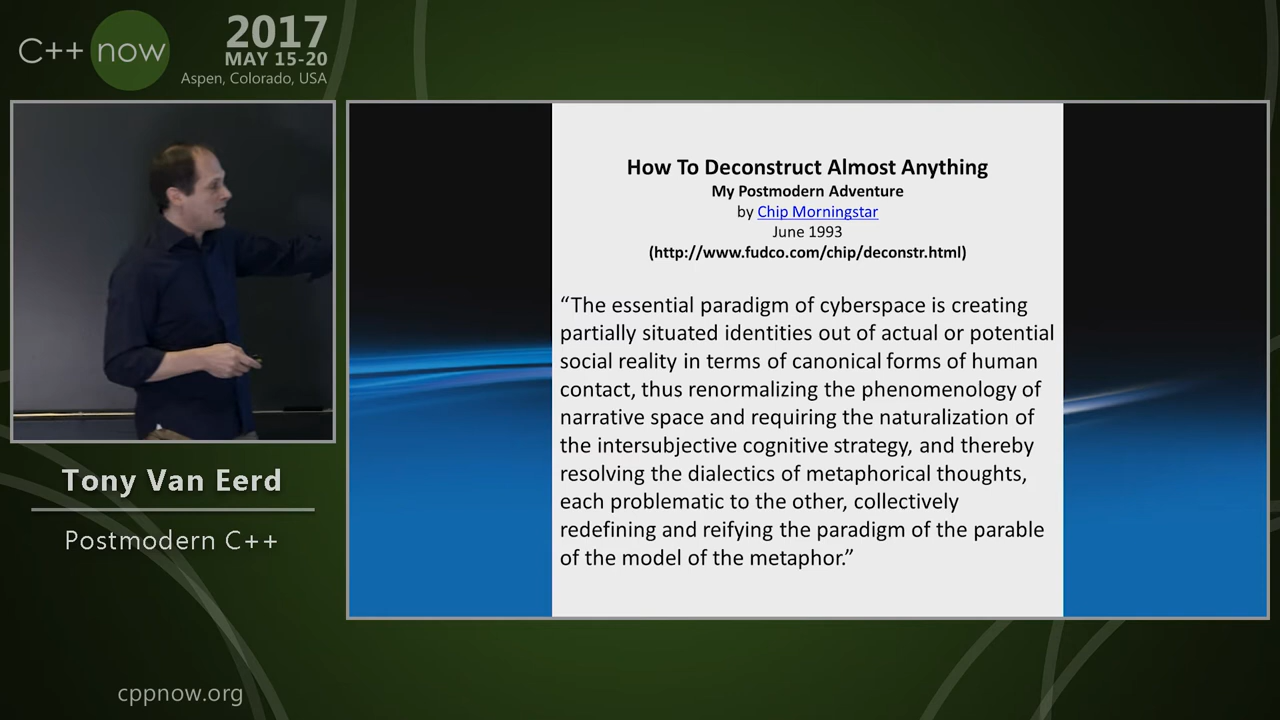 C++ now
2017
MAY 15-20
Aspen, Colorado, USA
How To Deconstruct Almost Anything
My Postmodern Adventure
by Chip Morningstar
June 1993
(http://www.fudco.com/chip/deconstr.html)
“The essential paradigm of cyberspace is creating
partially situated identities out of actual or potential
social reality in terms of canonical forms of human
contact, thus renormalizing the phenomenology of
narrative space and requiring the naturalization of
the intersubjective cognitive strategy, and thereby
resolving the dialectics of metaphorical thoughts,
each problematic to the other, collectively
redefining and reifying the paradigm of the parable
of the model of the metaphor.”
Tony Van Eerd
Postmodern C++
cppnow.org